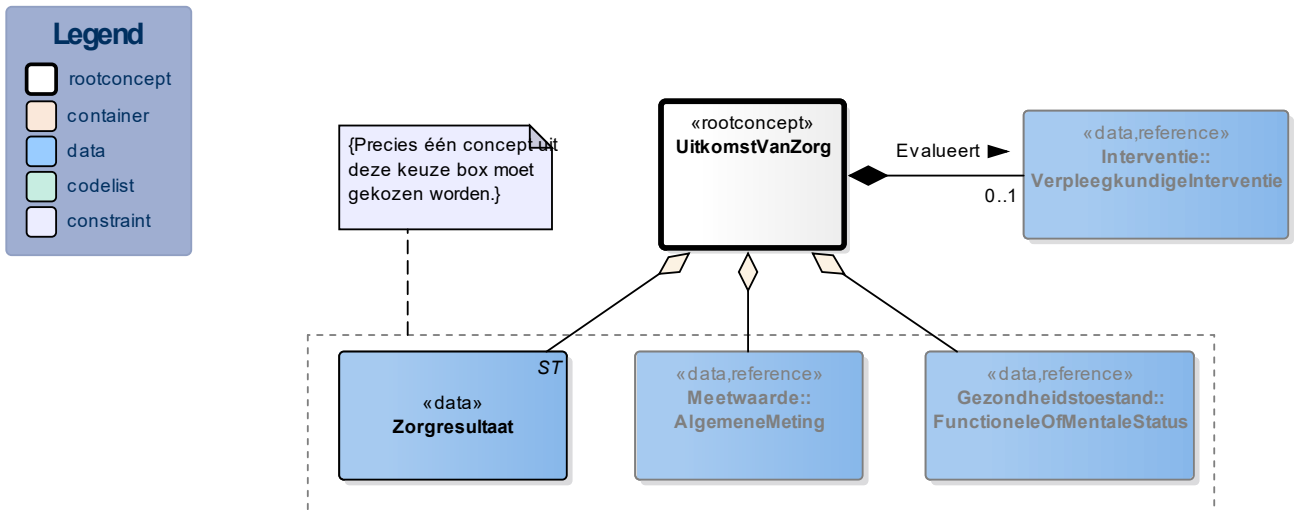 Legend
rootconcept
container
data
codelist
constraint
{Precies één concept uit
deze keuze box moet
gekozen worden.}
«rootconcept»
UitkomstVanZorg
Evalueert
0..1
«data,reference»
Interventie::
VerpleegkundigeInterventie
ST
«data»
Zorgresultaat
«data,reference»
Meetwaarde::
AlgemeneMeting
«data,reference»
Gezondheidstoestand::
FunctioneleOfMentaleStatus